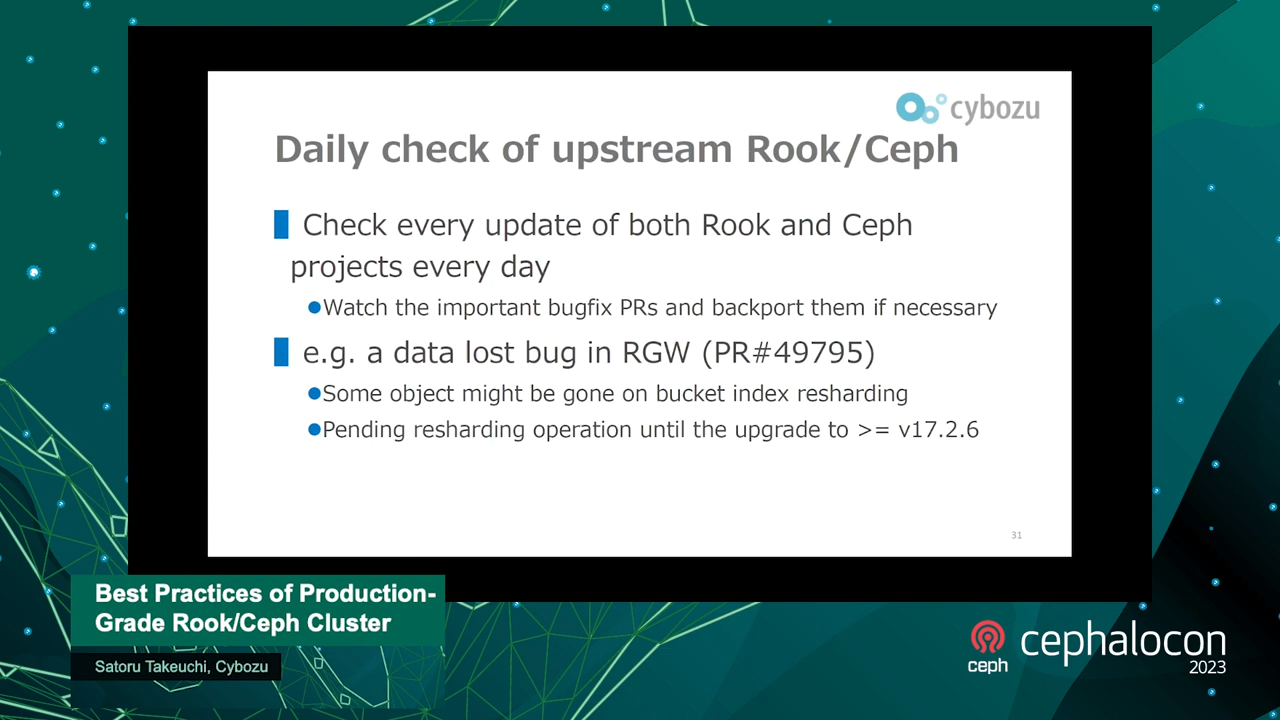 cybozu
Daily check of upstream Rook/Ceph
Check every update of both Rook and Ceph
projects every day
●Watch the important bugfix PRs and backport them if necessary
e.g. a data lost bug in RGW (PR#49795)
●Some object might be gone on bucket index resharding
●Pending resharding operation until the upgrade to >= v17.2.6
31
Best Practices of Production-
Grade Rook/Ceph Cluster
Satoru Takeuchi, Cybozu
ceph
cephalocon
2023